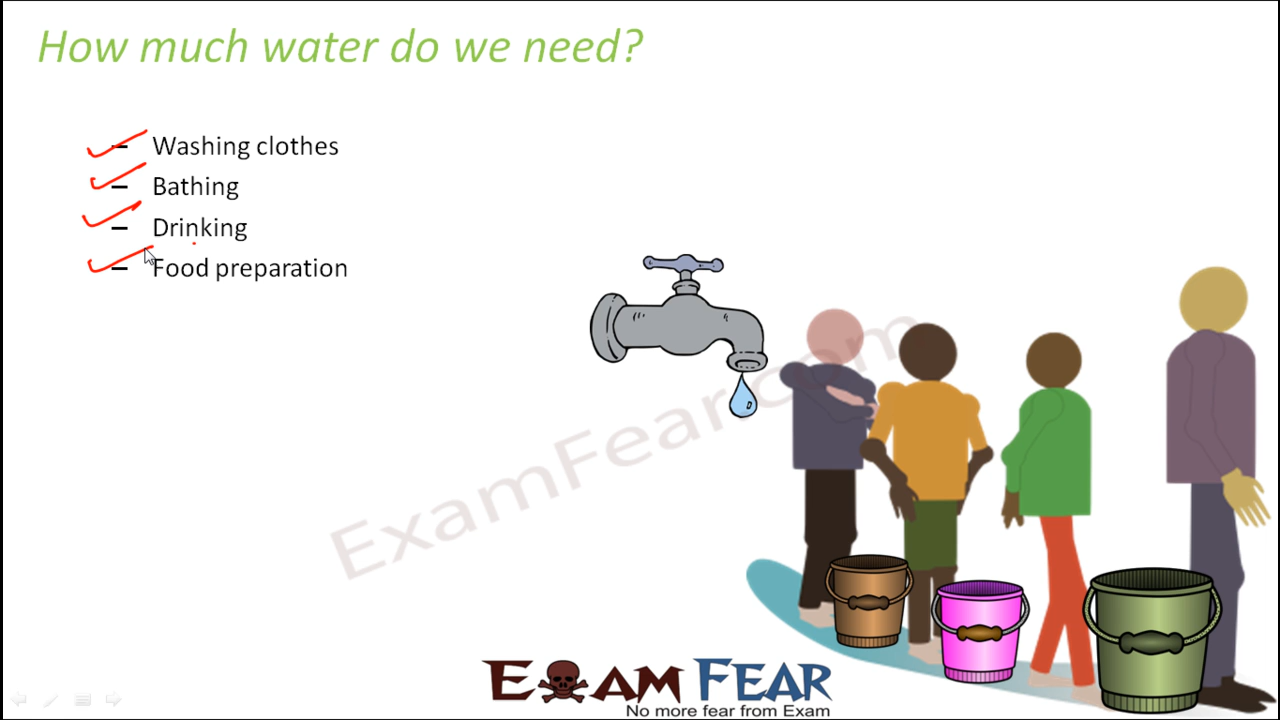 How much water do we need?
– Washing clothes
– Bathing
– Drinking
– Food preparation
ExamFear.com
EXAM FEAR
No more fear from Exam